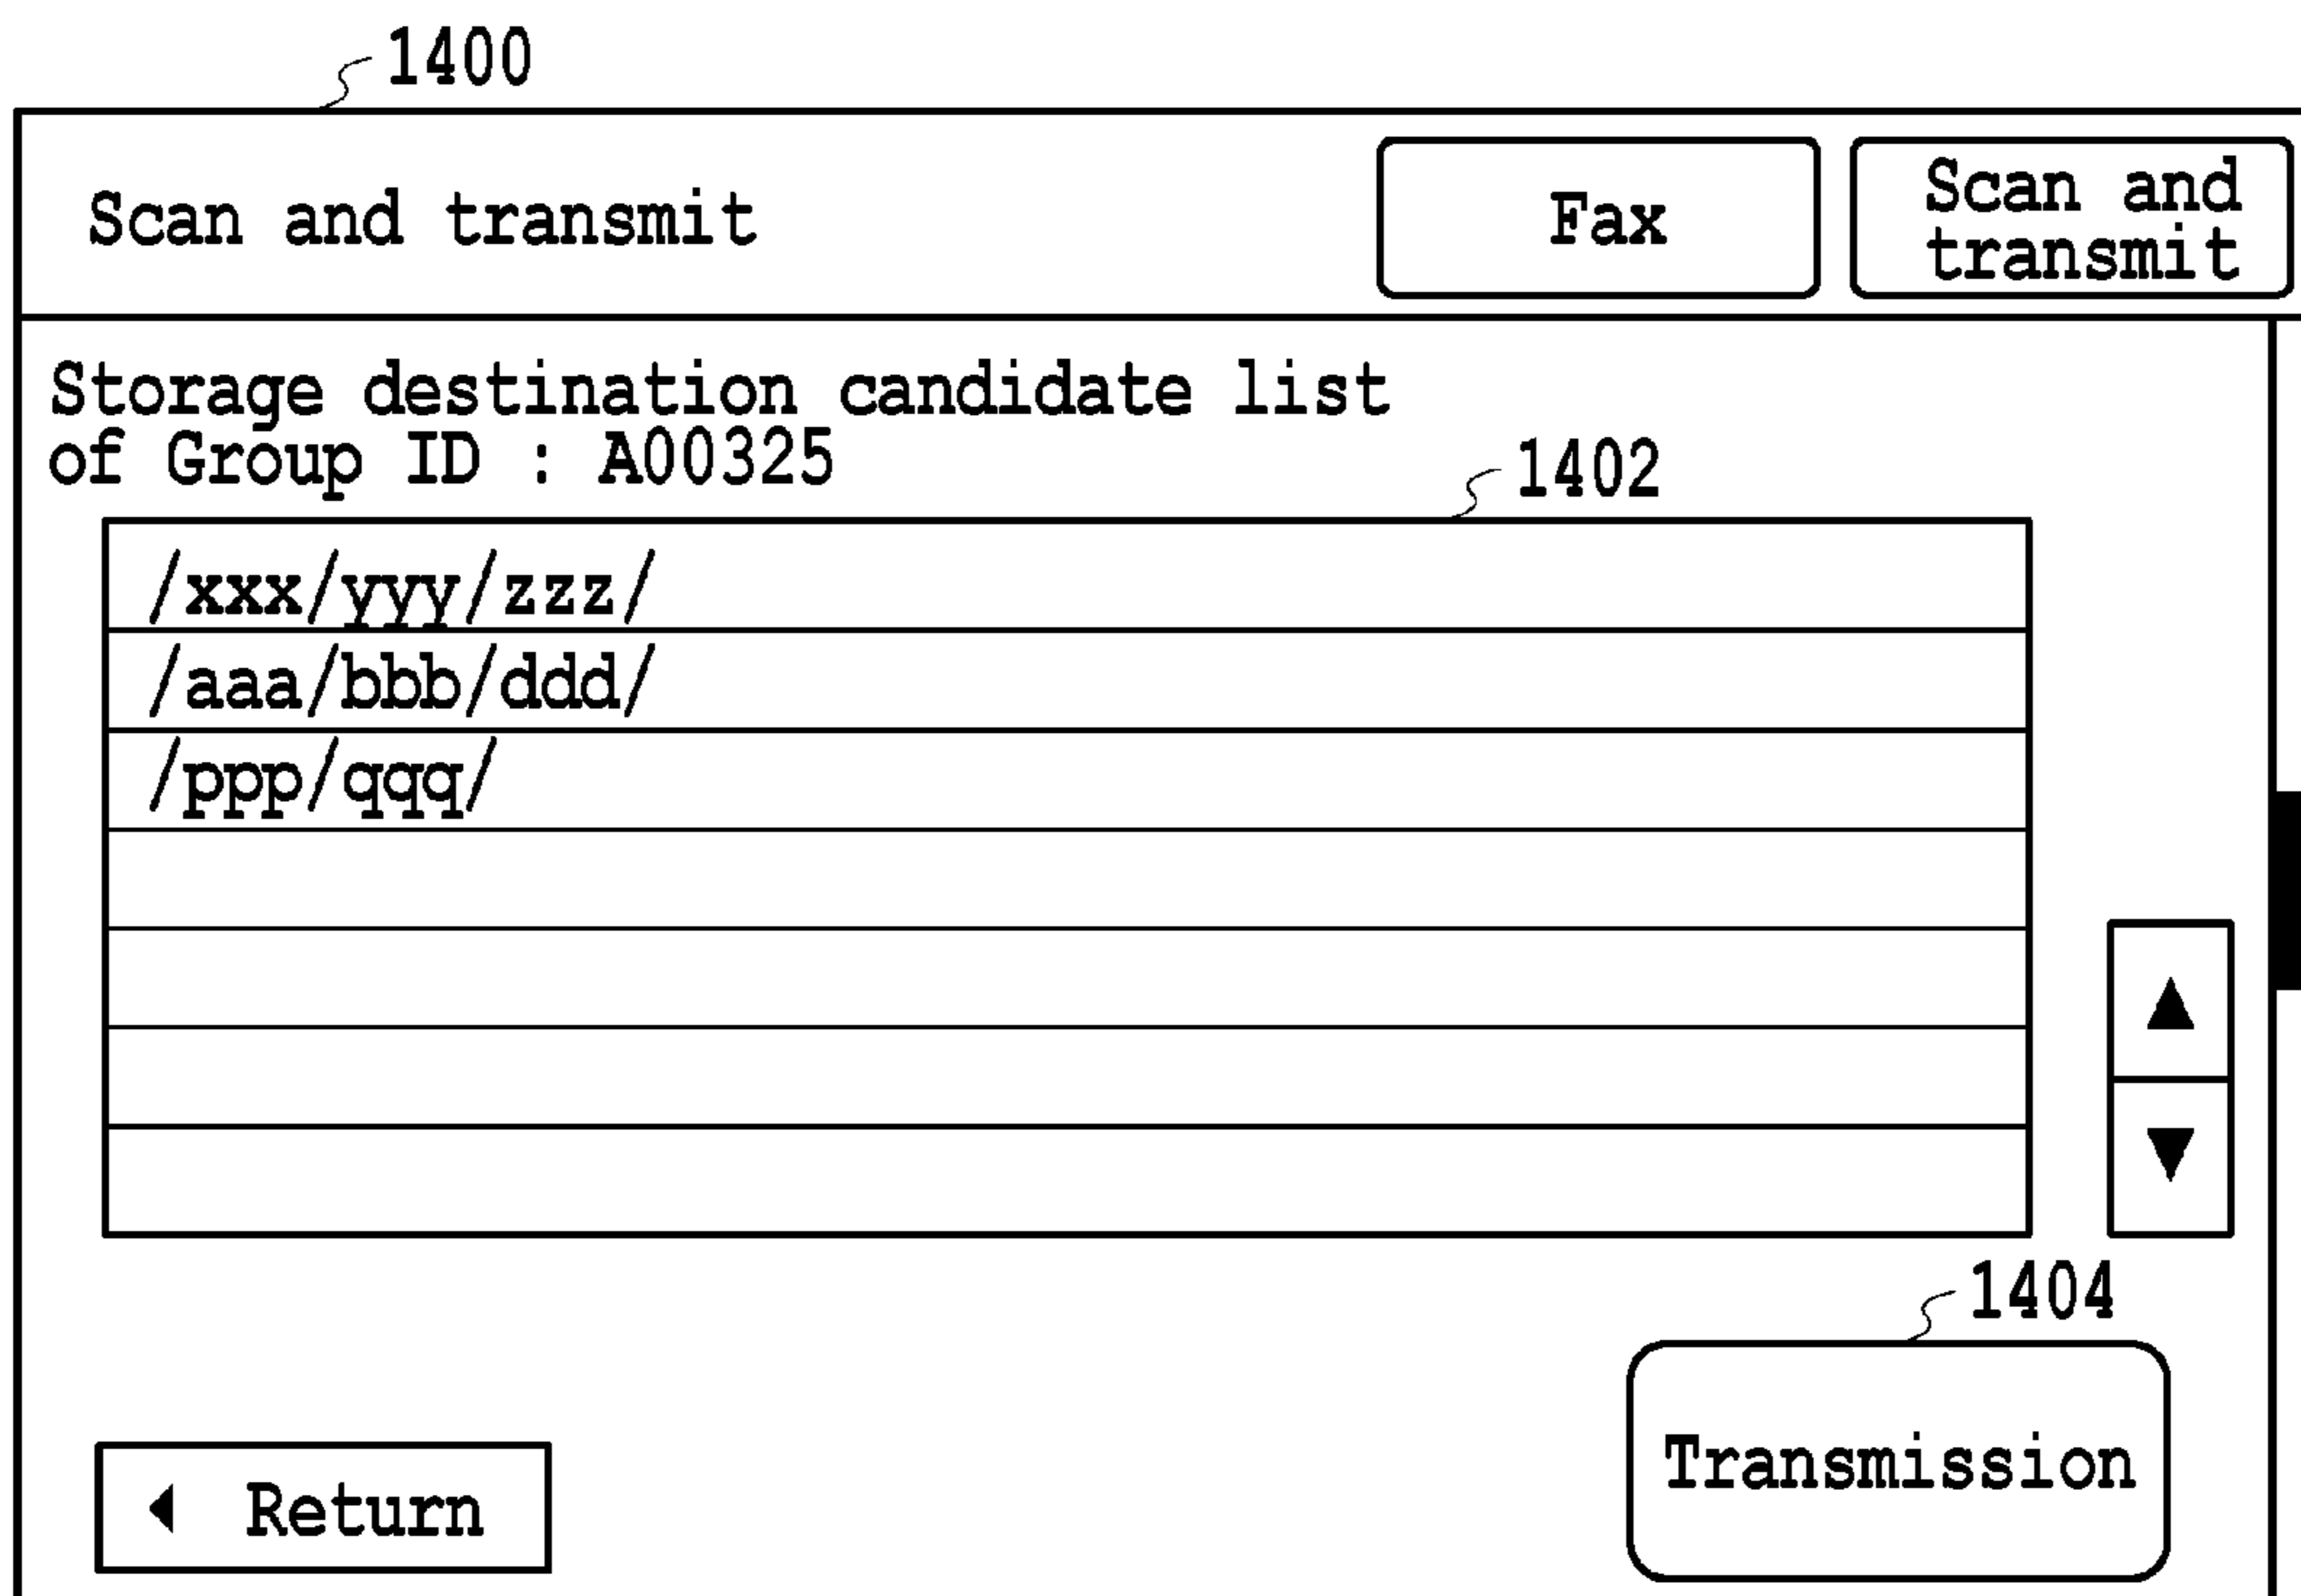 1400
Scan and transmit
Fax
Scan and
transmit
Storage destination candidate list
of Group ID : A00325
1402
/xxx/yyy/zzz/
/aaa/bbb/ddd/
/ppp/qqq/
▲
▼
1404
Transmission
◀ Return